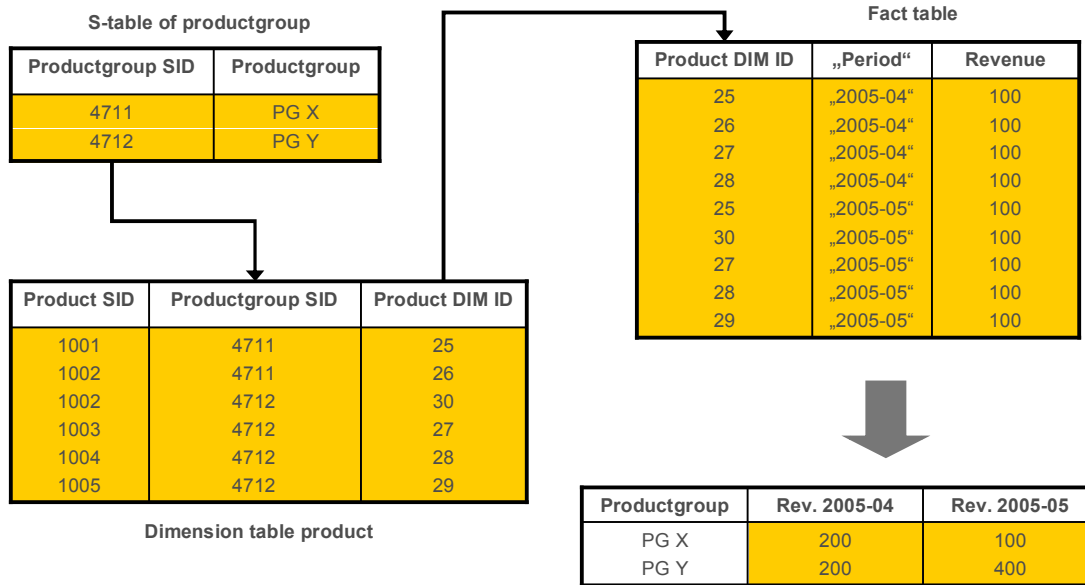 S-table of productgroup
Productgroup SID Productgroup
4711 PG X
4712 PG Y
Product SID Productgroup SID Product DIM ID
1001 4711 25
1002 4711 26
1002 4712 30
1003 4712 27
1004 4712 28
1005 4712 29
Dimension table product
Fact table
Product DIM ID „Period“ Revenue
25 „2005-04“ 100
26 „2005-04“ 100
27 „2005-04“ 100
28 „2005-04“ 100
25 „2005-05“ 100
30 „2005-05“ 100
27 „2005-05“ 100
28 „2005-05“ 100
29 „2005-05“ 100
Productgroup Rev. 2005-04 Rev. 2005-05
PG X 200 100
PG Y 200 400